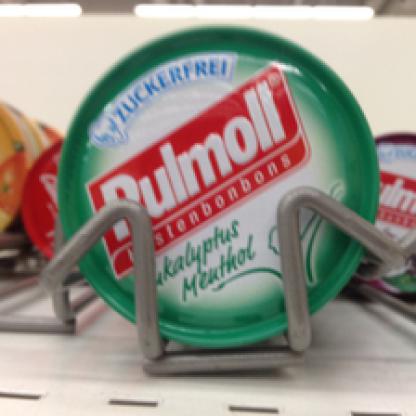 ZUCKERFREI
Pulmoll
Hustenbonbons
Eukalyptus
Menthol